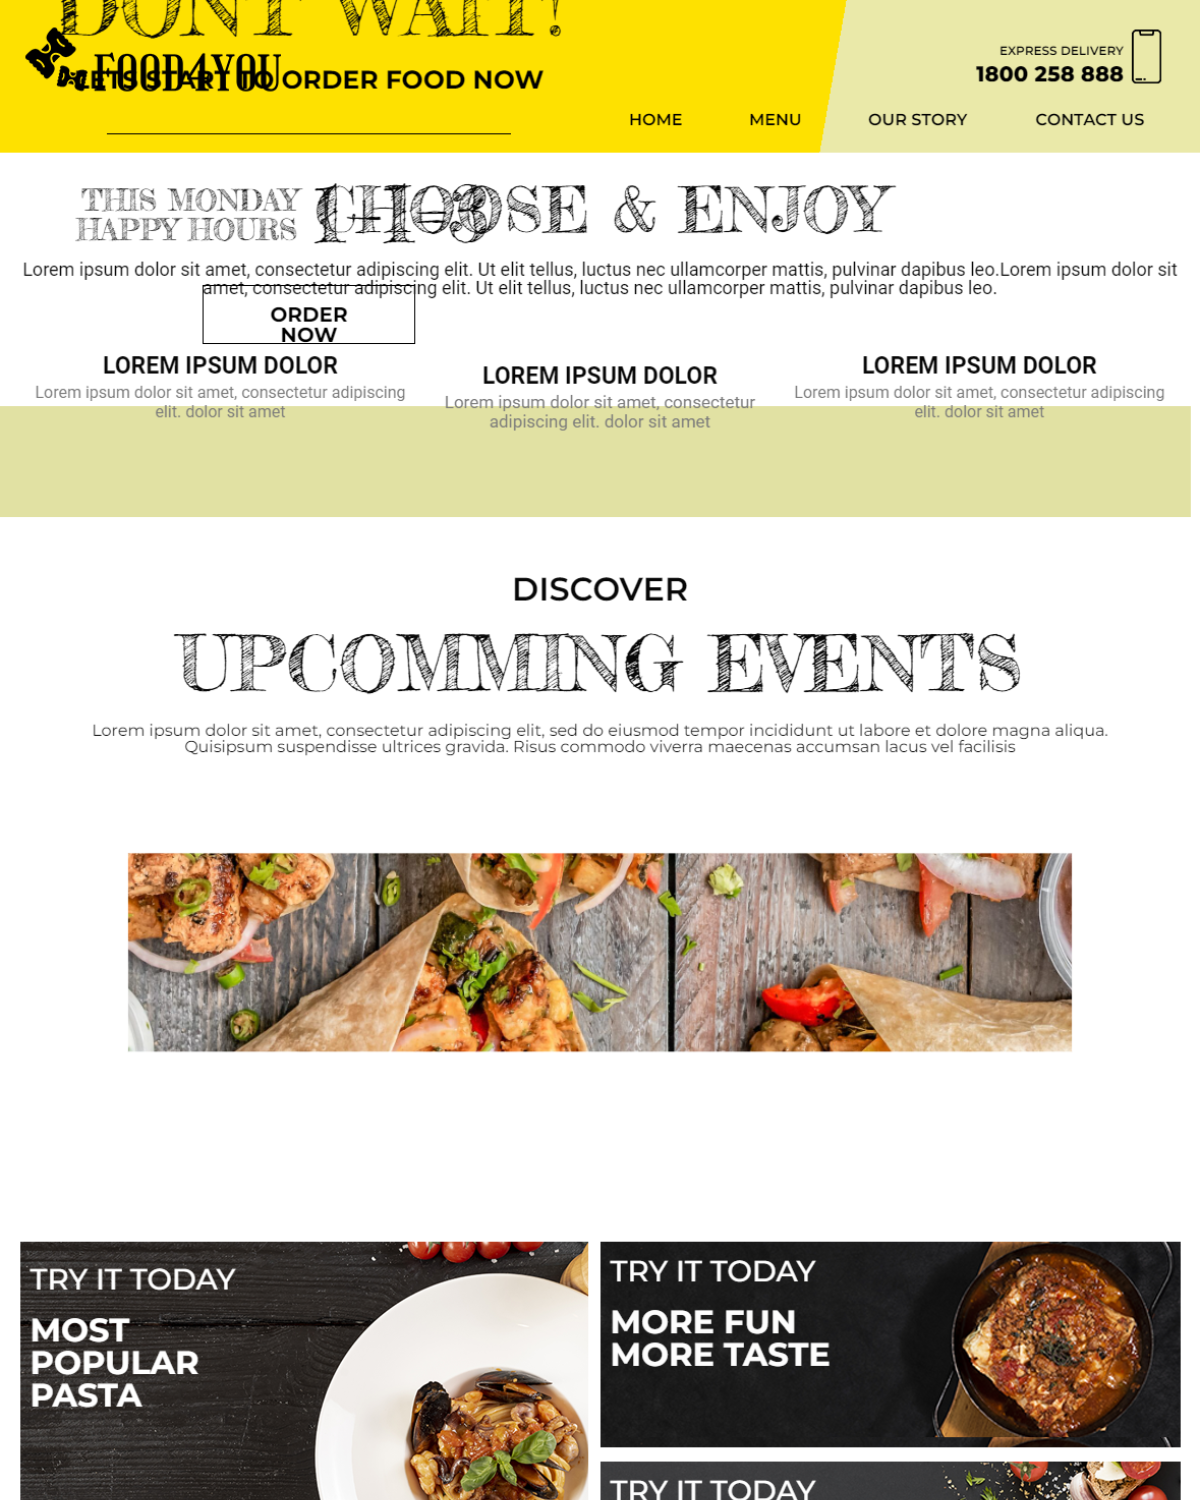 DON'T WAIT!
FOOD4YOU
LETS START TO ORDER FOOD NOW
EXPRESS DELIVERY
1800 258 888
HOME
MENU
OUR STORY
CONTACT US
THIS MONDAY
HAPPY HOURS
1+1=3
CHOOSE & ENJOY
Lorem ipsum dolor sit amet, consectetur adipiscing elit. Ut elit tellus, luctus nec ullamcorper mattis, pulvinar dapibus leo.Lorem ipsum dolor sit
amet, consectetur adipiscing elit. Ut elit tellus, luctus nec ullamcorper mattis, pulvinar dapibus leo.
ORDER
NOW
LOREM IPSUM DOLOR
Lorem ipsum dolor sit amet, consectetur adipiscing
elit. dolor sit amet
LOREM IPSUM DOLOR
Lorem ipsum dolor sit amet, consectetur
adipiscing elit. dolor sit amet
LOREM IPSUM DOLOR
Lorem ipsum dolor sit amet, consectetur adipiscing
elit. dolor sit amet
DISCOVER
UPCOMMING EVENTS
Lorem ipsum dolor sit amet, consectetur adipiscing elit, sed do eiusmod tempor incididunt ut labore et dolore magna aliqua.
Quisipsum suspendisse ultrices gravida. Risus commodo viverra maecenas accumsan lacus vel facilisis
TRY IT TODAY
MOST
POPULAR
PASTA
TRY IT TODAY
MORE FUN
MORE TASTE
TRY IT TODAY